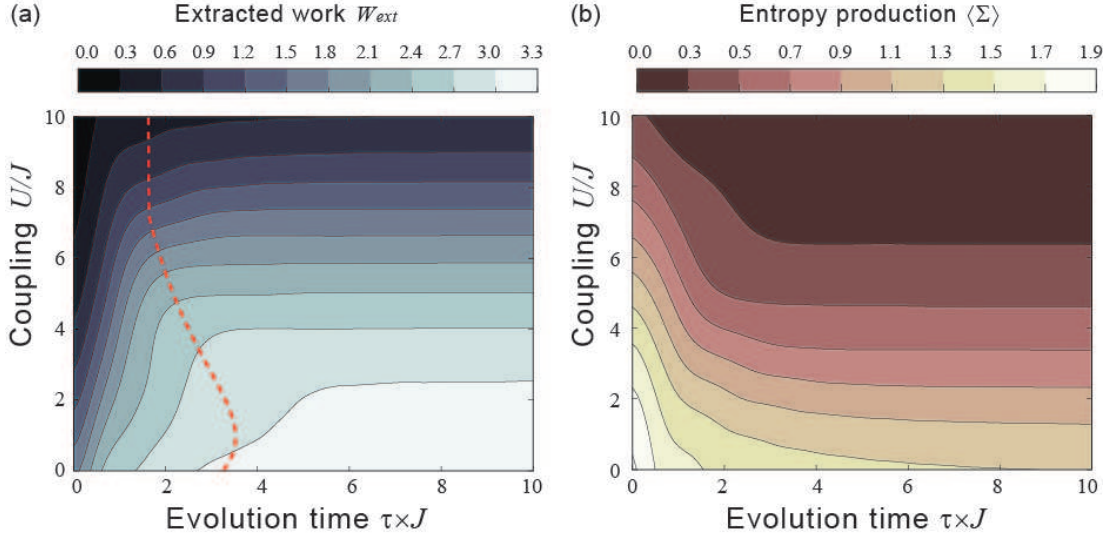 (a) Extracted work W_ext
0.0 0.3 0.6 0.9 1.2 1.5 1.8 2.1 2.4 2.7 3.0 3.3
10
8
6
4
2
0
Coupling U/J
0 2 4 6 8 10
Evolution time τ×J
(b) Entropy production ⟨Σ⟩
0.0 0.3 0.5 0.7 0.9 1.1 1.3 1.5 1.7 1.9
10
8
6
4
2
0
Coupling U/J
0 2 4 6 8 10
Evolution time τ×J